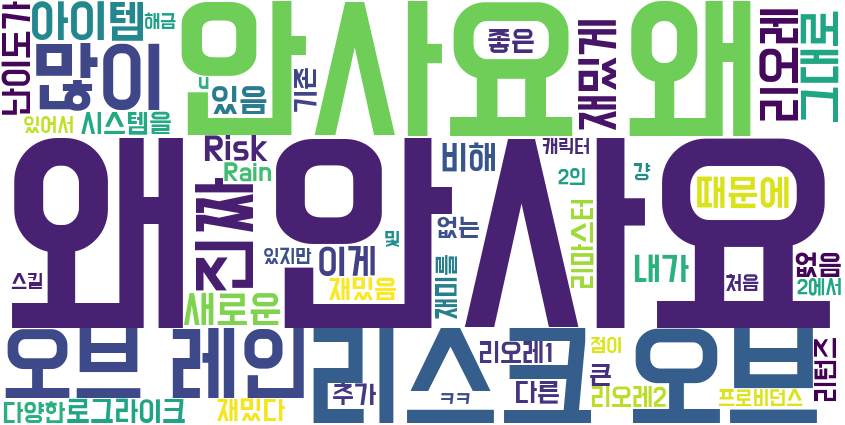 난이도가
아이템
해금
안사요 왜
좋은
재밌게
리오레
그대로
많이
u
있음
기존
있어서
시스템을
왜 안사요
Risk
Rain
진짜
비해
캐릭터
2의
걍
때문에
및
없는
있지만
이게
재밌음
재미를
리마스터
내가
처음
없음
2에서
스킬
새로운
오브 레인
리스크 오브
리오레1
점이
리턴즈
추가
ㅋㅋ
다른
큰
리오레2
프로비던스
다양한
로그라이크
재밌다